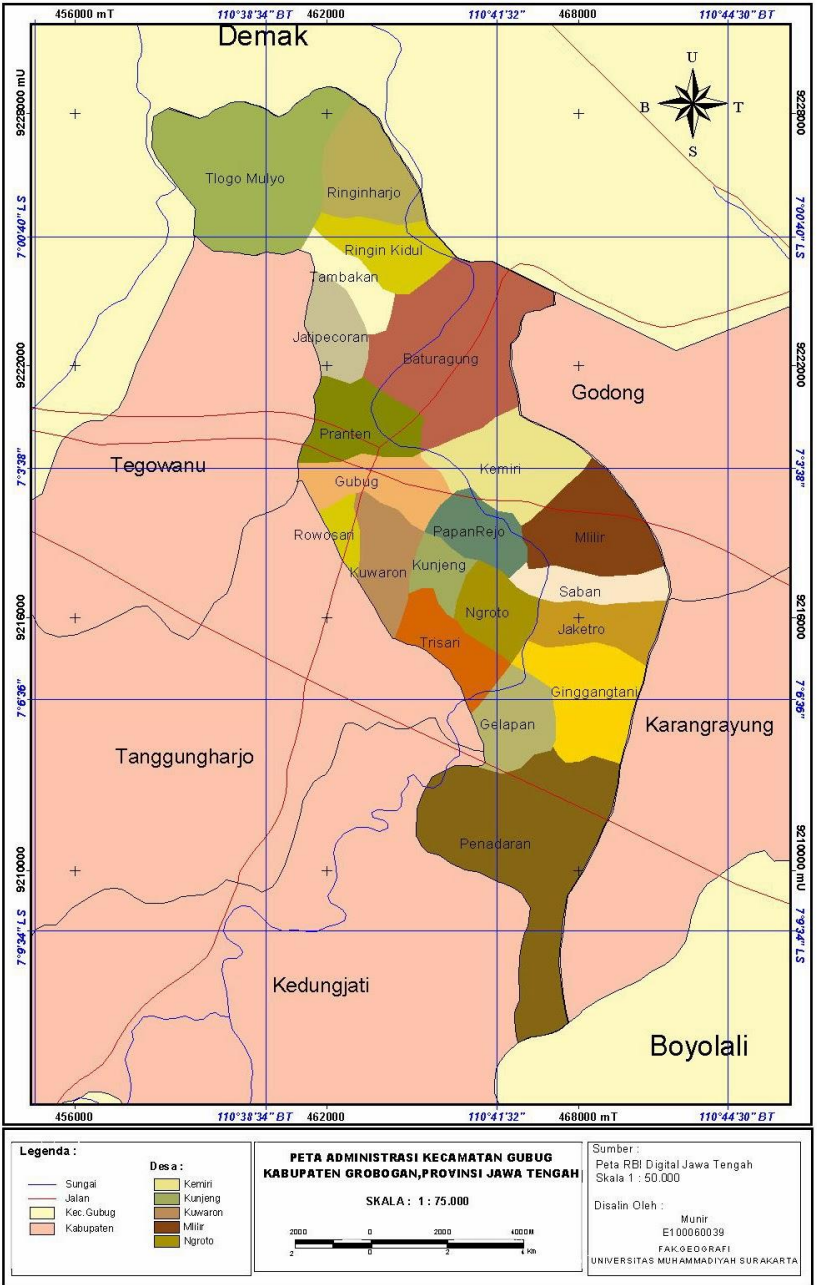 456000 mT 110°38'34" BT 462000 110°41'32" 468000 110°44'30" BT
Demak
U
B T
S
9228000 mU 9228000
Tlogo Mulyo
Ringinharjo
7°00'40" LS 7°00'40" LS
Ringin Kidul
Tambakan
Jatipecoran
Baturagung
9222000 9222000
Godong
Pranten
Tegowanu
Kemiri
7°3'38" 7°3'38"
Gubug
Rowosari
PapanRejo
Mlilir
Kuwaron
Kunjeng
Saban
Ngroto
9216000 9216000
Jaketro
Trisari
Ginggangtani
7°6'36" 7°6'36"
Gelapan
Karangrayung
Tanggungharjo
Penadaran
9210000 9210000 mU
7°9'34" LS 7°9'34" LS
Kedungjati
Boyolali
456000 110°38'34" BT 462000 110°41'32" 468000 mT 110°44'30" BT
Legenda :
Sungai
Jalan
Kec.Gubug
Kabupaten
Desa :
Kemiri
Kunjeng
Kuwaron
Mlilir
Ngroto
PETA ADMINISTRASI KECAMATAN GUBUG
KABUPATEN GROBOGAN,PROVINSI JAWA TENGAH
SKALA : 1 : 75.000
2000 0 2000 4000 M
2 0 2 4 Km
Sumber :
Peta RBI Digital Jawa Tengah
Skala 1 : 50.000
Disalin Oleh :
Munir
E100060039
FAK.GEOGRAFI
UNIVERSITAS MUHAMMADIYAH SURAKARTA